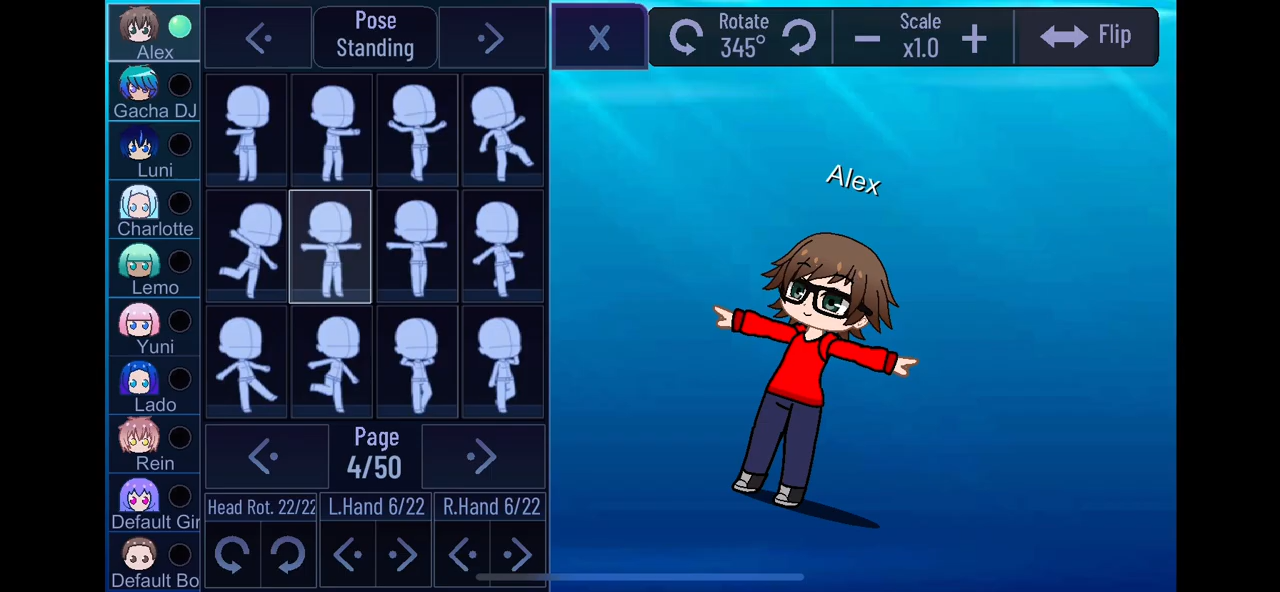 Alex
Gacha DJ
Luni
Charlotte
Lemo
Yuni
Lado
Rein
Default Gir
Default Bo
Pose
Standing
Page
4/50
Head Rot. 22/22
L.Hand 6/22
R.Hand 6/22
X
Rotate
345°
Scale
x1.0
Flip
Alex